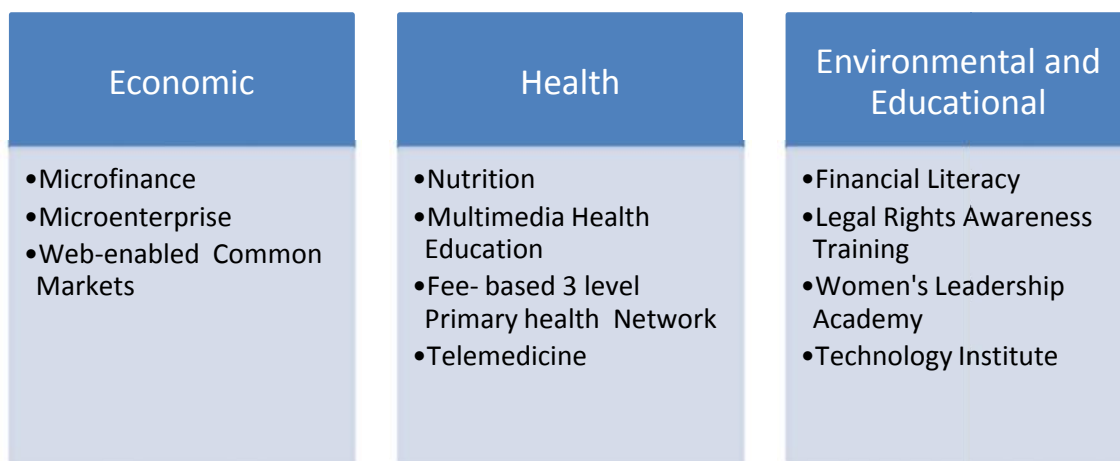 Economic
•Microfinance
•Microenterprise
•Web-enabled Common
Markets
Health
•Nutrition
•Multimedia Health
Education
•Fee- based 3 level
Primary health Network
•Telemedicine
Environmental and
Educational
•Financial Literacy
•Legal Rights Awareness
Training
•Women's Leadership
Academy
•Technology Institute